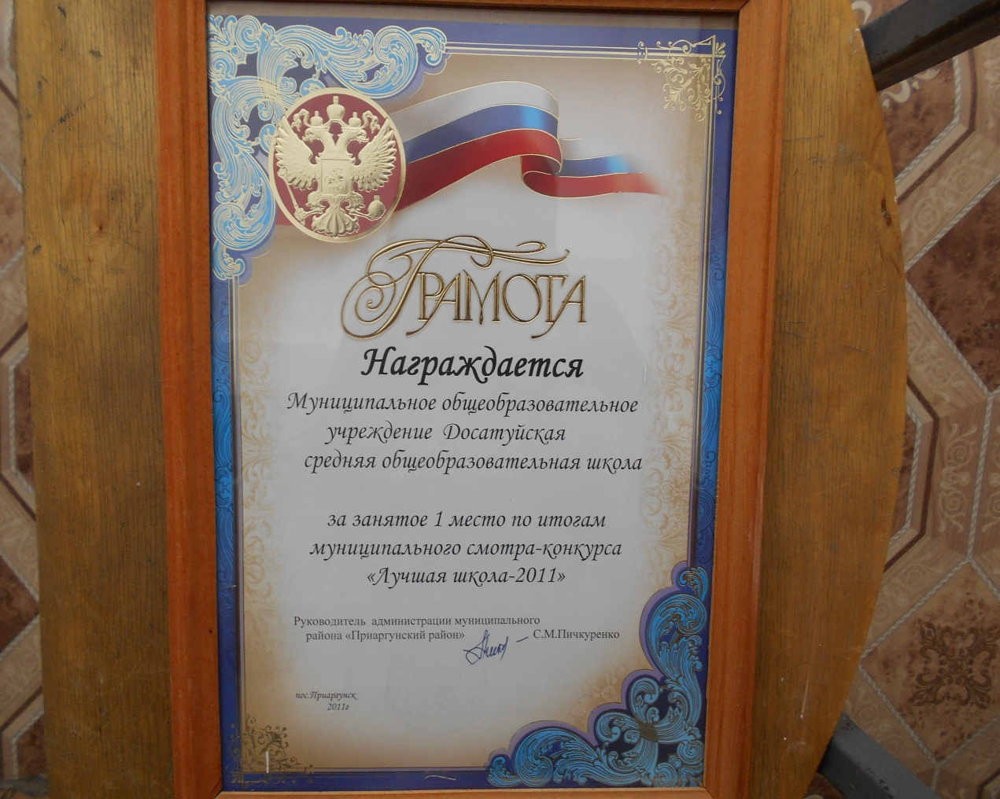 Грамота
Награждается
Муниципальное общеобразовательное
учреждение Досатуйская
средняя общеобразовательная школа
за занятое 1 место по итогам
муниципального смотра-конкурса
«Лучшая школа-2011»
Руководитель администрации муниципального
района «Приаргунский район» С.М.Пичкуренко
пос.Приаргунск
2011г